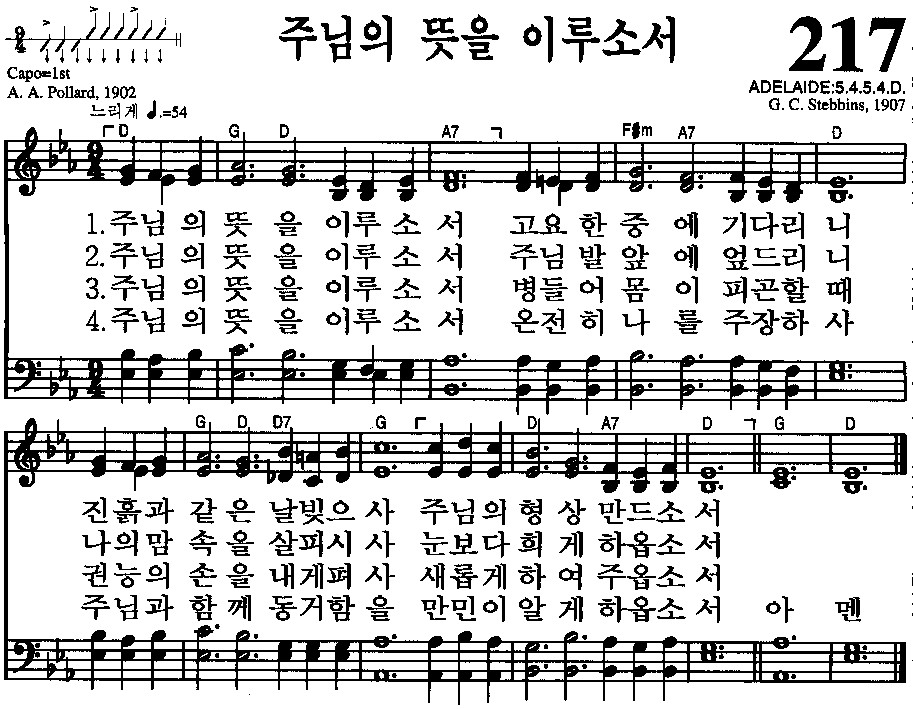 주님의 뜻을 이루소서
217
Capo=1st
A. A. Pollard, 1902
ADELAIDE:5.4.5.4.D.
G. C. Stebbins, 1907
느리게 ♩.=54
D G D A7 F#m A7 D
1. 주님 의 뜻 을 이루 소 서 고요 한 중 에 기다리 니
2. 주님 의 뜻 을 이루 소 서 주님 발 앞 에 엎드리 니
3. 주님 의 뜻 을 이루 소 서 병들 어 몸 이 피곤할 때
4. 주님 의 뜻 을 이루 소 서 온전 히 나 를 주장하 사
G D D7 G D A7 D G D
진흙과 같 은 날빚으 사 주님의 형 상 만드소 서
나의맘 속 을 살피시 사 눈보다 희 게 하옵소 서
권능의 손 을 내게펴 사 새롭게 하 여 주옵소 서
주님과 함 께 동거함 을 만민이 알 게 하옵소 서 아 멘